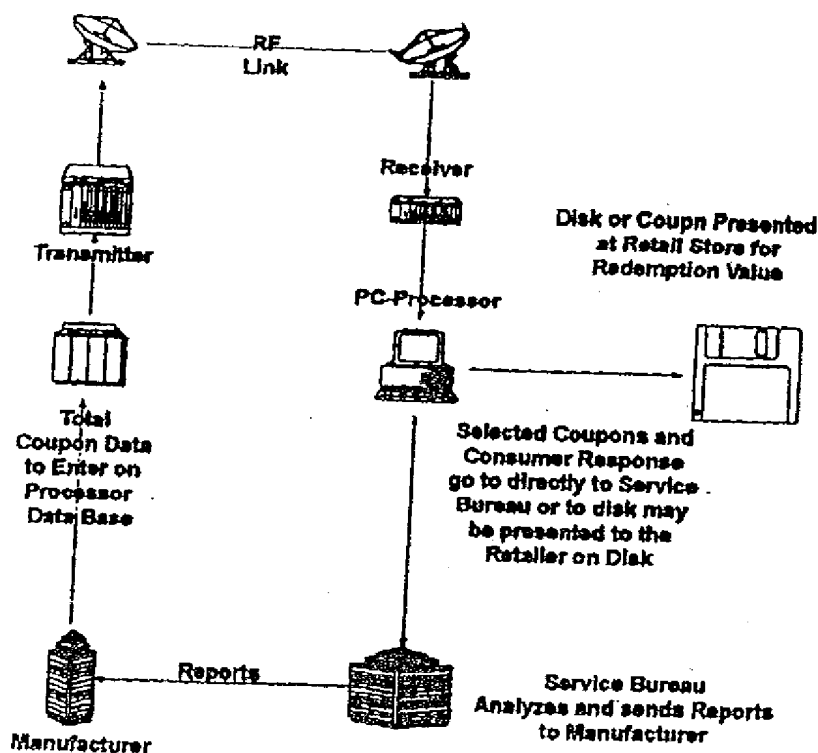 RF
Link
Receiver
Transmitter
Disk or Coupn Presented
at Retail Store for
Redemption Value
PC-Processor
Total
Coupon Data
to Enter on
Processor
Data Base
Selected Coupons and
Consumer Response
go to directly to Service
Bureau or to disk may
be presented to the
Retailer on Disk
Reports
Manufacturer
Service Bureau
Analyzes and sends Reports
to Manufacturer